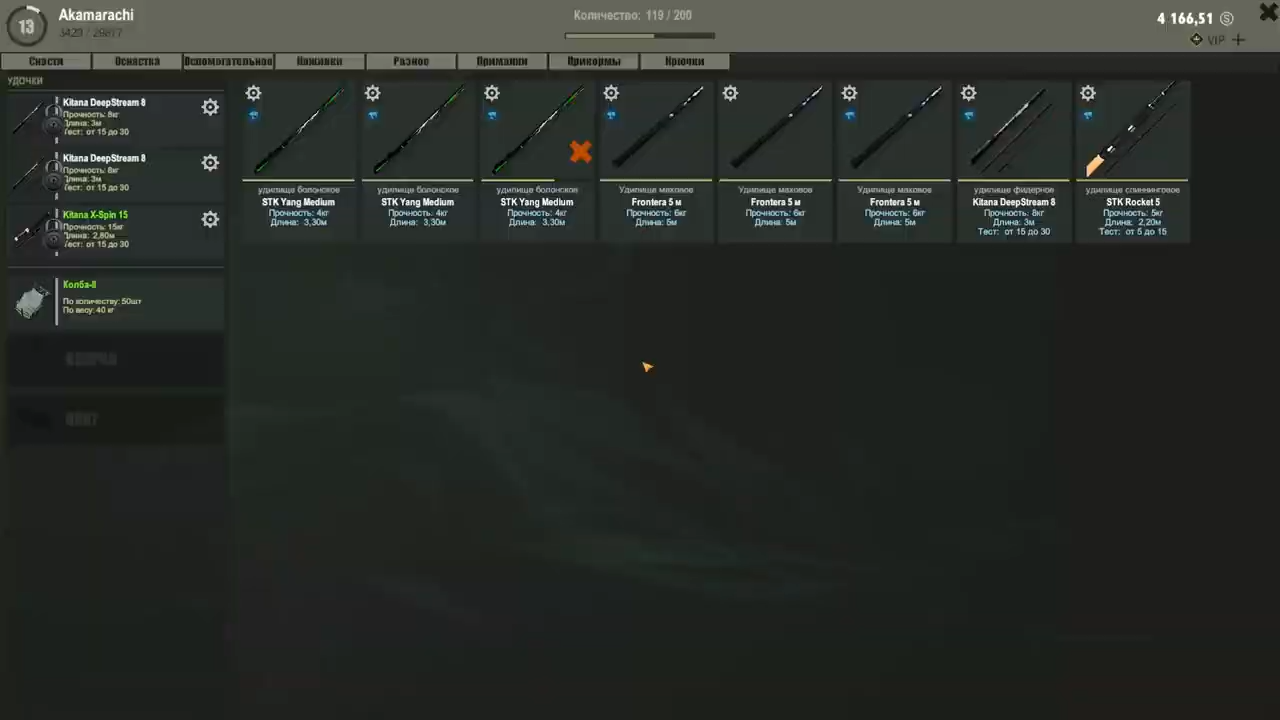 13
Akamarachi
3420 / 29877
Количество: 119 / 200
4 166,51
VIP
Снасти
Оснастка
Вспомогательное
Наживки
Разное
Приманки
Прикормы
Крючки
УДОЧКИ
Kitana DeepStream 8
Прочность: 8кг
Длина: 3м
Тест: от 15 до 30
Kitana DeepStream 8
Прочность: 8кг
Длина: 3м
Тест: от 15 до 30
Kitana X-Spin 15
Прочность: 15кг
Длина: 2,80м
Тест: от 15 до 30
Колба-II
По количеству: 50шт
По весу: 40 кг
удилище болонское
STK Yang Medium
Прочность: 4кг
Длина: 3,30м
удилище болонское
STK Yang Medium
Прочность: 4кг
Длина: 3,30м
удилище болонское
STK Yang Medium
Прочность: 4кг
Длина: 3,30м
Удилище маховое
Frontera 5 м
Прочность: 6кг
Длина: 5м
Удилище маховое
Frontera 5 м
Прочность: 6кг
Длина: 5м
Удилище маховое
Frontera 5 м
Прочность: 6кг
Длина: 5м
удилище фидерное
Kitana DeepStream 8
Прочность: 8кг
Длина: 3м
Тест: от 15 до 30
удилище спиннинговое
STK Rocket 5
Прочность: 5кг
Длина: 2,20м
Тест: от 5 до 15